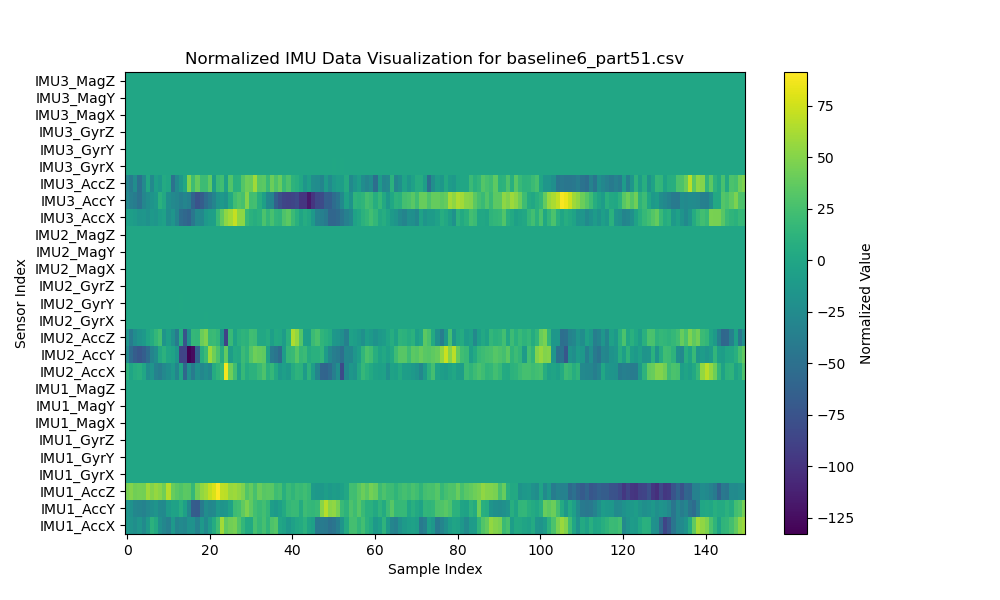 Normalized IMU Data Visualization for baseline6_part51.csv
IMU3_MagZ
IMU3_MagY
IMU3_MagX
IMU3_GyrZ
IMU3_GyrY
IMU3_GyrX
IMU3_AccZ
IMU3_AccY
IMU3_AccX
IMU2_MagZ
IMU2_MagY
IMU2_MagX
IMU2_GyrZ
IMU2_GyrY
IMU2_GyrX
IMU2_AccZ
IMU2_AccY
IMU2_AccX
IMU1_MagZ
IMU1_MagY
IMU1_MagX
IMU1_GyrZ
IMU1_GyrY
IMU1_GyrX
IMU1_AccZ
IMU1_AccY
IMU1_AccX
Sensor Index
0 20 40 60 80 100 120 140
Sample Index
75
50
25
0
−25
−50
−75
−100
−125
Normalized Value